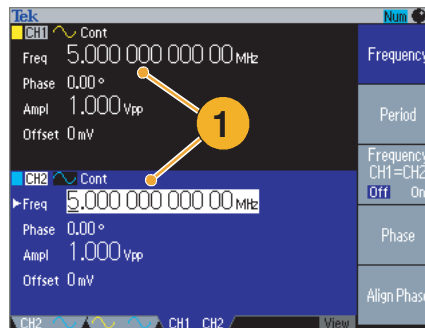 Tek
Num
CH1 Cont
Freq 5.000 000 000 00 MHz
Phase 0.00 °
Ampl 1.000 Vpp
Offset 0 mV
1
CH2 Cont
Freq 5.000 000 000 00 MHz
Phase 0.00 °
Ampl 1.000 Vpp
Offset 0 mV
CH2 CH1 CH2 View
Frequency
Period
Frequency
CH1=CH2
Off On
Phase
Align Phase